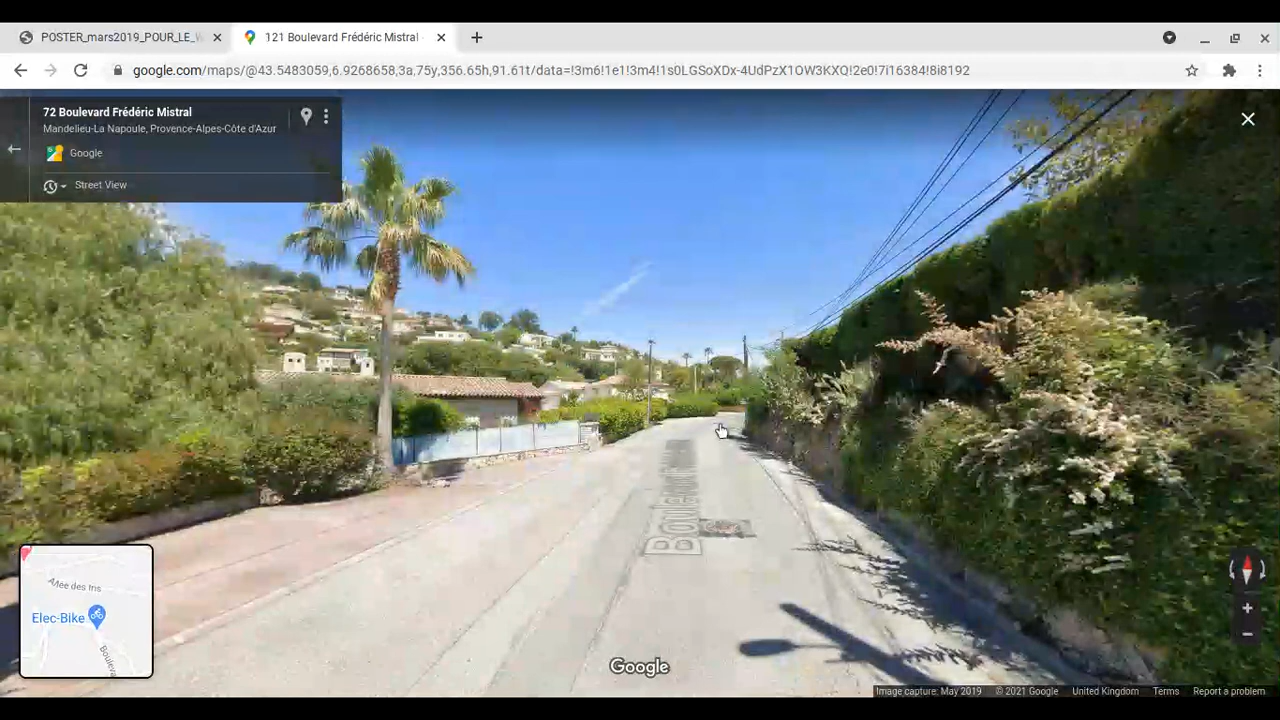 POSTER_mars2019_POUR_LE_
121 Boulevard Frédéric Mistral
google.com/maps/@43.5483059,6.9268658,3a,75y,356.65h,91.61t/data=!3m6!1e1!3m4!1s0LGSoXDx-4UdPzX1OW3KXQ!2e0!7i16384!8i8192
72 Boulevard Frédéric Mistral
Mandelieu-La Napoule, Provence-Alpes-Côte d'Azur
Google
Street View
Allée des Iris
Elec-Bike
Bouleva
Google
Image capture: May 2019 © 2021 Google United Kingdom Terms Report a problem